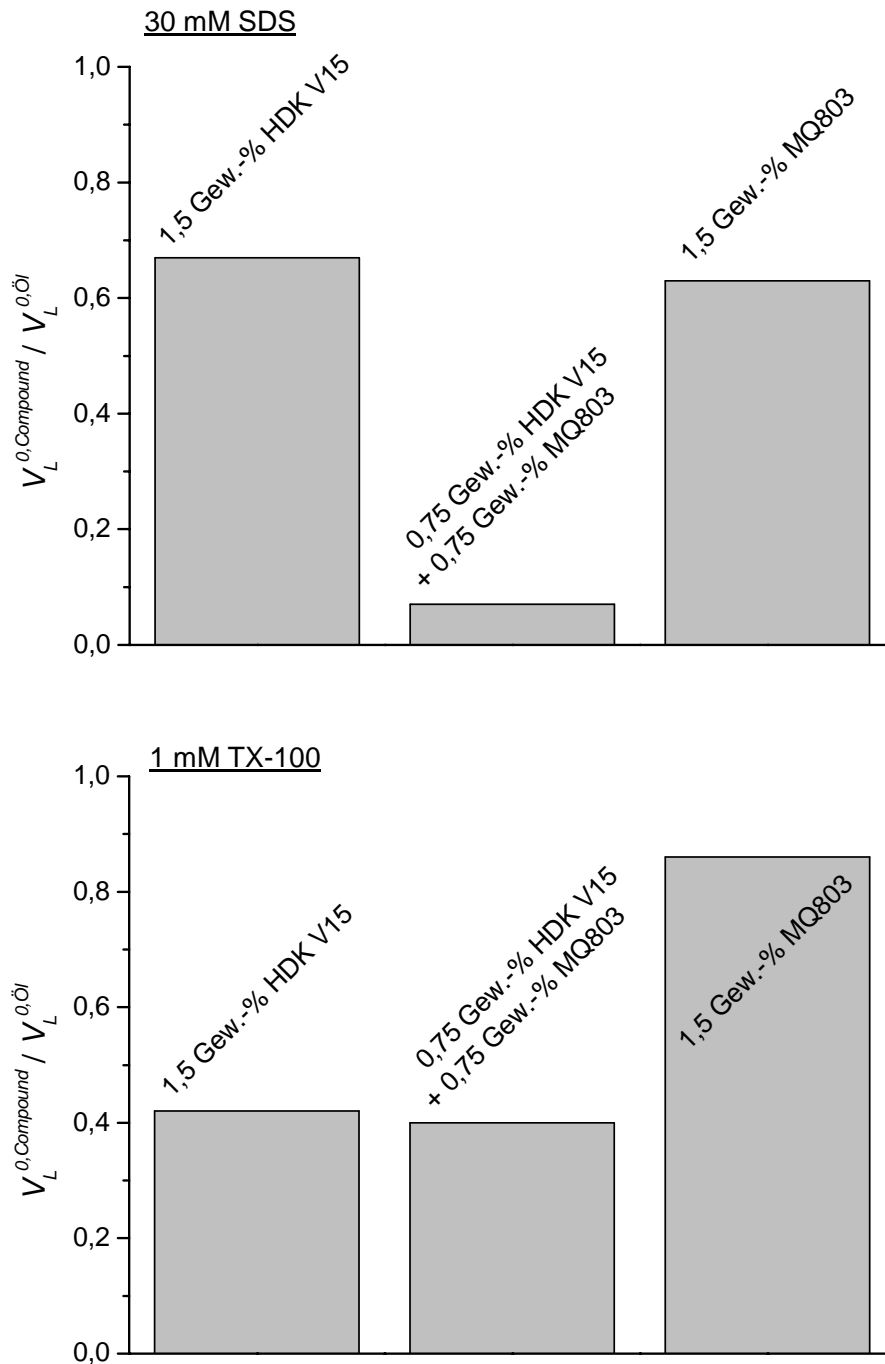 30 mM SDS
1,0
0,8
0,6
0,4
0,2
0,0
V_L^{0,Compound} / V_L^{0,Öl}
1,5 Gew.-% HDK V15
0,75 Gew.-% HDK V15
+ 0,75 Gew.-% MQ803
1,5 Gew.-% MQ803
1 mM TX-100
1,0
0,8
0,6
0,4
0,2
0,0
V_L^{0,Compound} / V_L^{0,Öl}
1,5 Gew.-% HDK V15
0,75 Gew.-% HDK V15
+ 0,75 Gew.-% MQ803
1,5 Gew.-% MQ803